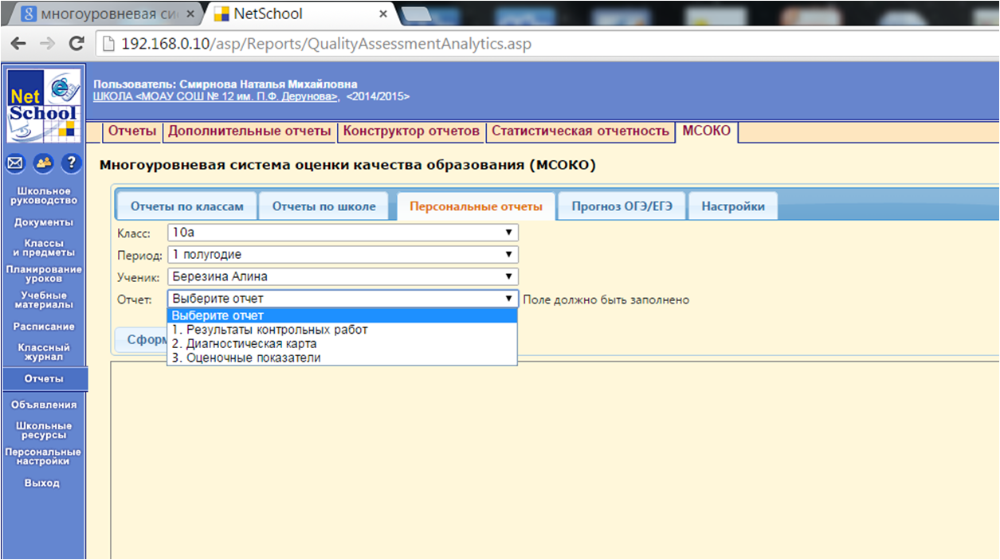 многоуровневая си
NetSchool
192.168.0.10/asp/Reports/QualityAssessmentAnalytics.asp
Net
School
Пользователь: Смирнова Наталья Михайловна
ШКОЛА <МОАУ СОШ № 12 им. П.Ф. Дерунова>, <2014/2015>
Отчеты
Дополнительные отчеты
Конструктор отчетов
Статистическая отчетность
МСОКО
Многоуровневая система оценки качества образования (МСОКО)
Школьное
руководство
Документы
Классы
и предметы
Планирование
уроков
Учебные
материалы
Расписание
Классный
журнал
Отчеты
Объявления
Школьные
ресурсы
Персональные
настройки
Выход
Отчеты по классам
Отчеты по школе
Персональные отчеты
Прогноз ОГЭ/ЕГЭ
Настройки
Класс: 10а
Период: 1 полугодие
Ученик: Березина Алина
Отчет: Выберите отчет Поле должно быть заполнено
Выберите отчет
1. Результаты контрольных работ
2. Диагностическая карта
3. Оценочные показатели